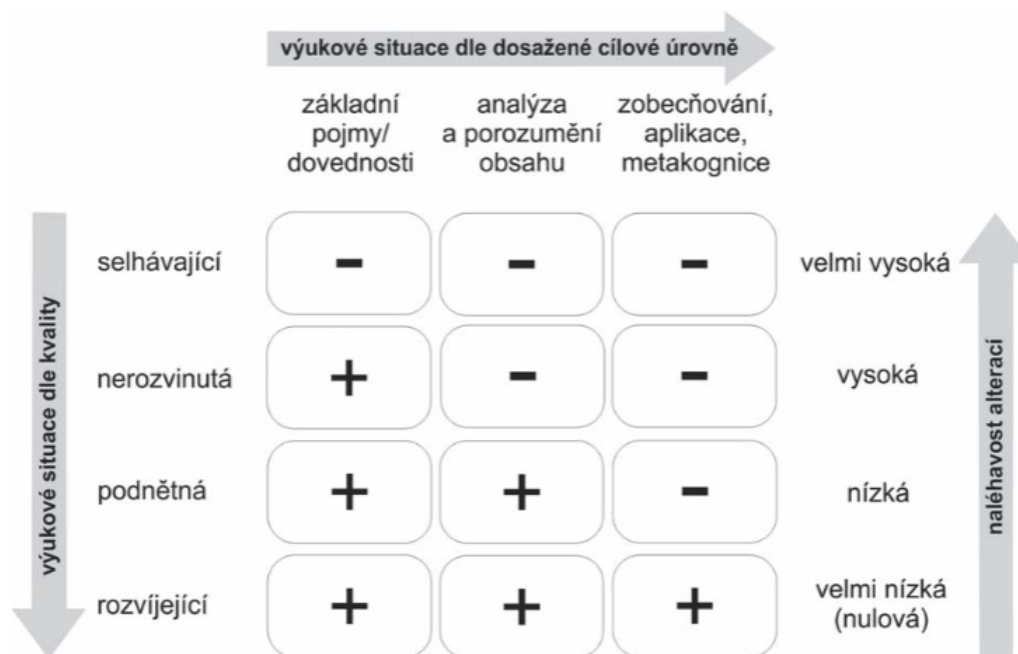 výukové situace dle dosažené cílové úrovně
základní
pojmy/
dovednosti
analýza
a porozumění
obsahu
zobecňování,
aplikace,
metakognice
výukové situace dle kvality
selhávající
-
-
-
velmi vysoká
nerozvinutá
+
-
-
vysoká
podnětná
+
+
-
nízká
rozvíjející
+
+
+
velmi nízká
(nulová)
naléhavost alterací